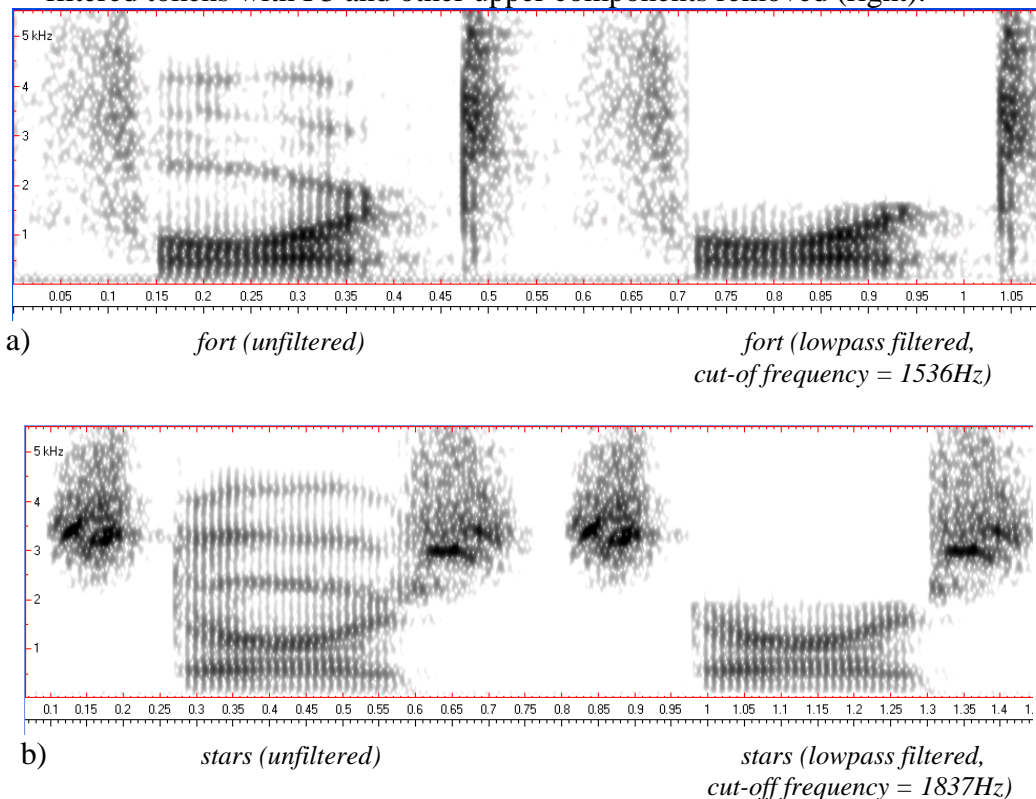 filtered tokens with F3 and other upper components removed (right).
5 kHz
4
3
2
1
0.05 0.1 0.15 0.2 0.25 0.3 0.35 0.4 0.45 0.5 0.55 0.6 0.65 0.7 0.75 0.8 0.85 0.9 0.95 1 1.05
a) fort (unfiltered) fort (lowpass filtered,
cut-of frequency = 1536Hz)
5 kHz
4
3
2
1
0.1 0.15 0.2 0.25 0.3 0.35 0.4 0.45 0.5 0.55 0.6 0.65 0.7 0.75 0.8 0.85 0.9 0.95 1 1.05 1.1 1.15 1.2 1.25 1.3 1.35 1.4 1.
b) stars (unfiltered) stars (lowpass filtered,
cut-off frequency = 1837Hz)